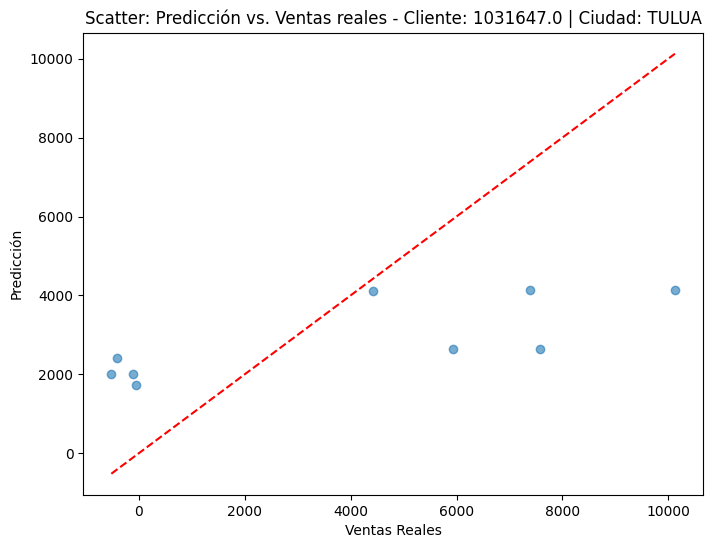 Scatter: Predicción vs. Ventas reales - Cliente: 1031647.0 | Ciudad: TULUA
10000
8000
6000
4000
2000
0
Predicción
0 2000 4000 6000 8000 10000
Ventas Reales